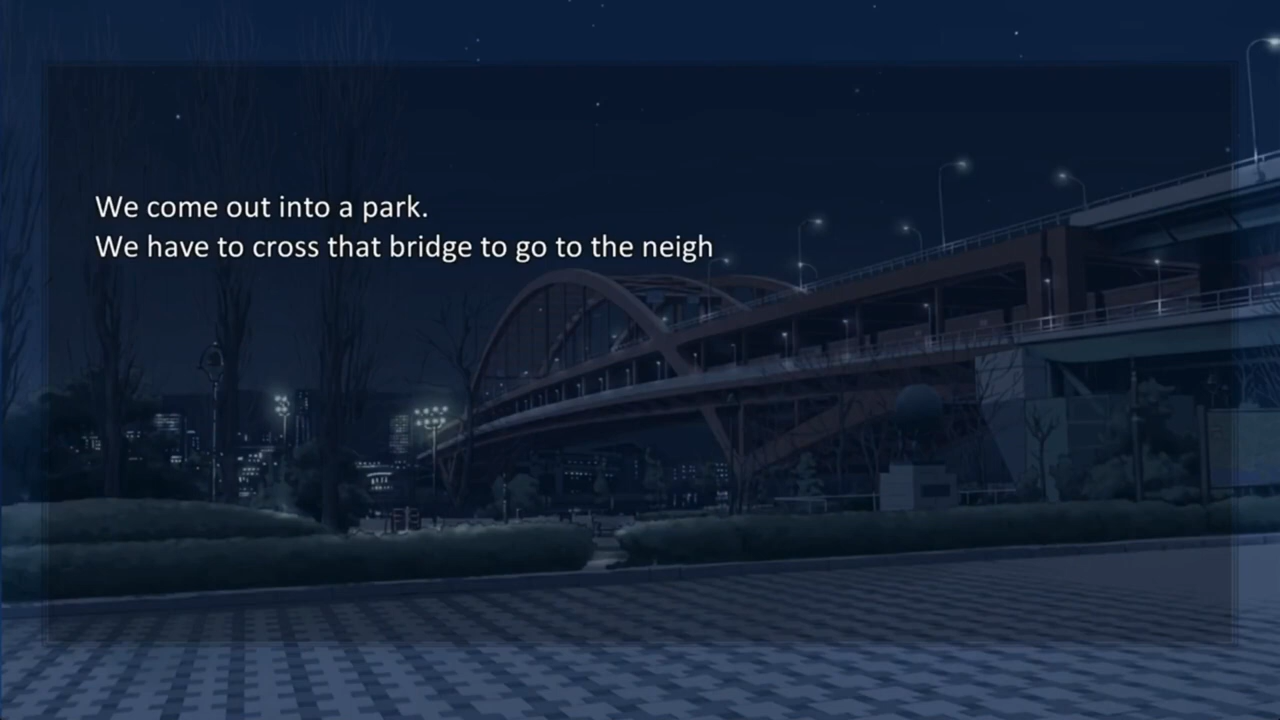 We come out into a park.
We have to cross that bridge to go to the neigh